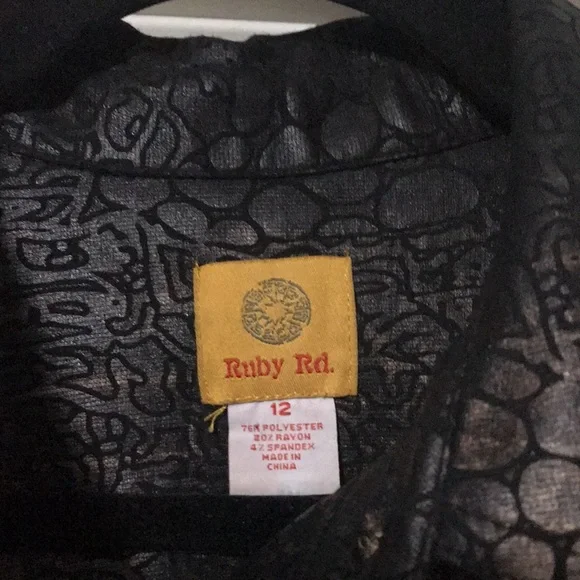 Ruby Rd.
12
76% POLYESTER
20% RAYON
4% SPANDEX
MADE IN
CHINA